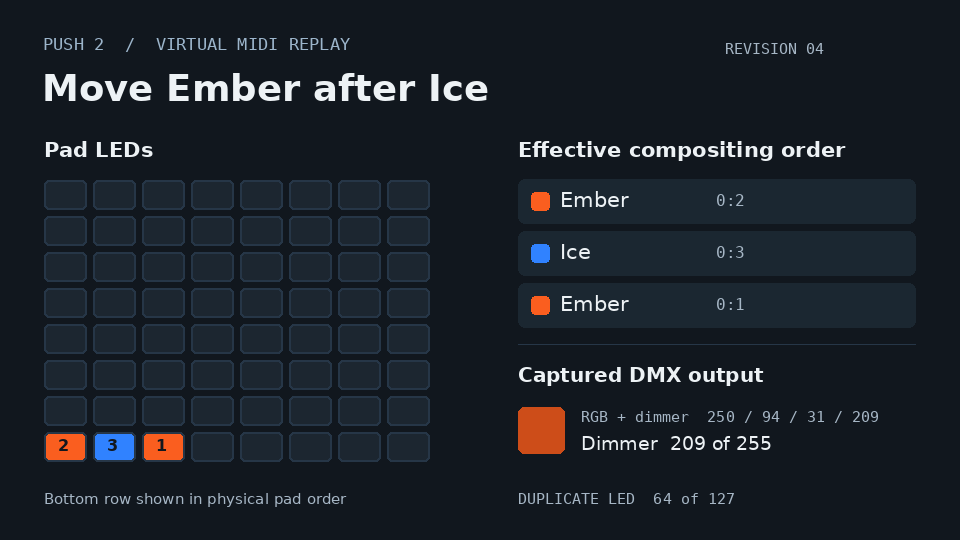 PUSH 2 / VIRTUAL MIDI REPLAY
REVISION 04
Move Ember after Ice
Pad LEDs
2 3 1
Bottom row shown in physical pad order
Effective compositing order
Ember 0:2
Ice 0:3
Ember 0:1
Captured DMX output
RGB + dimmer 250 / 94 / 31 / 209
Dimmer 209 of 255
DUPLICATE LED 64 of 127